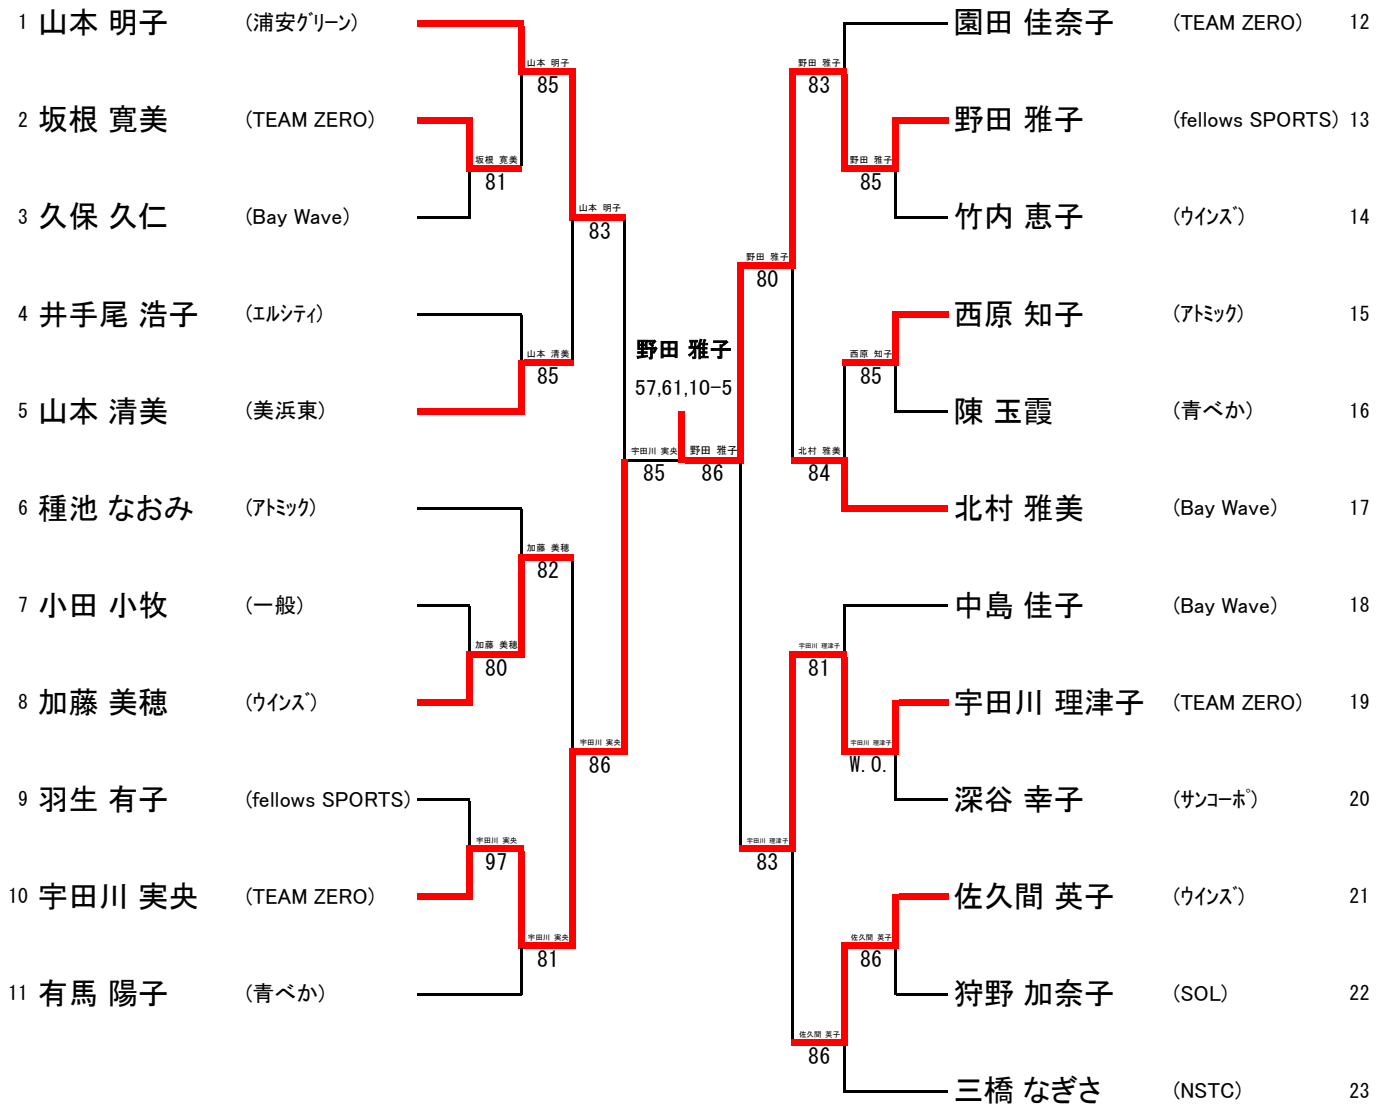 1 山本 明子 (浦安グリーン)
山本 明子
85
2 坂根 寛美 (TEAM ZERO)
坂根 寛美
81
3 久保 久仁 (Bay Wave)
山本 明子
83
4 井手尾 浩子 (エルシティ)
山本 清美
85
5 山本 清美 (美浜東)
6 種池 なおみ (アトミック)
加藤 美穂
82
7 小田 小牧 (一般)
加藤 美穂
80
8 加藤 美穂 (ウインズ)
宇田川 実央
86
9 羽生 有子 (fellows SPORTS)
宇田川 実央
97
10 宇田川 実央 (TEAM ZERO)
宇田川 実央
81
11 有馬 陽子 (青べか)
野田 雅子
57,61,10-5
宇田川 実央
85
野田 雅子
86
園田 佳奈子 (TEAM ZERO) 12
野田 雅子
83
野田 雅子 (fellows SPORTS) 13
野田 雅子
85
竹内 恵子 (ウインズ) 14
野田 雅子
80
西原 知子 (アトミック) 15
西原 知子
85
陳 玉霞 (青べか) 16
北村 雅美
84
北村 雅美 (Bay Wave) 17
中島 佳子 (Bay Wave) 18
宇田川 理津子
81
宇田川 理津子 (TEAM ZERO) 19
宇田川 理津子
W.O.
深谷 幸子 (サンコーポ) 20
宇田川 理津子
83
佐久間 英子 (ウインズ) 21
佐久間 英子
86
狩野 加奈子 (SOL) 22
佐久間 英子
86
三橋 なぎさ (NSTC) 23